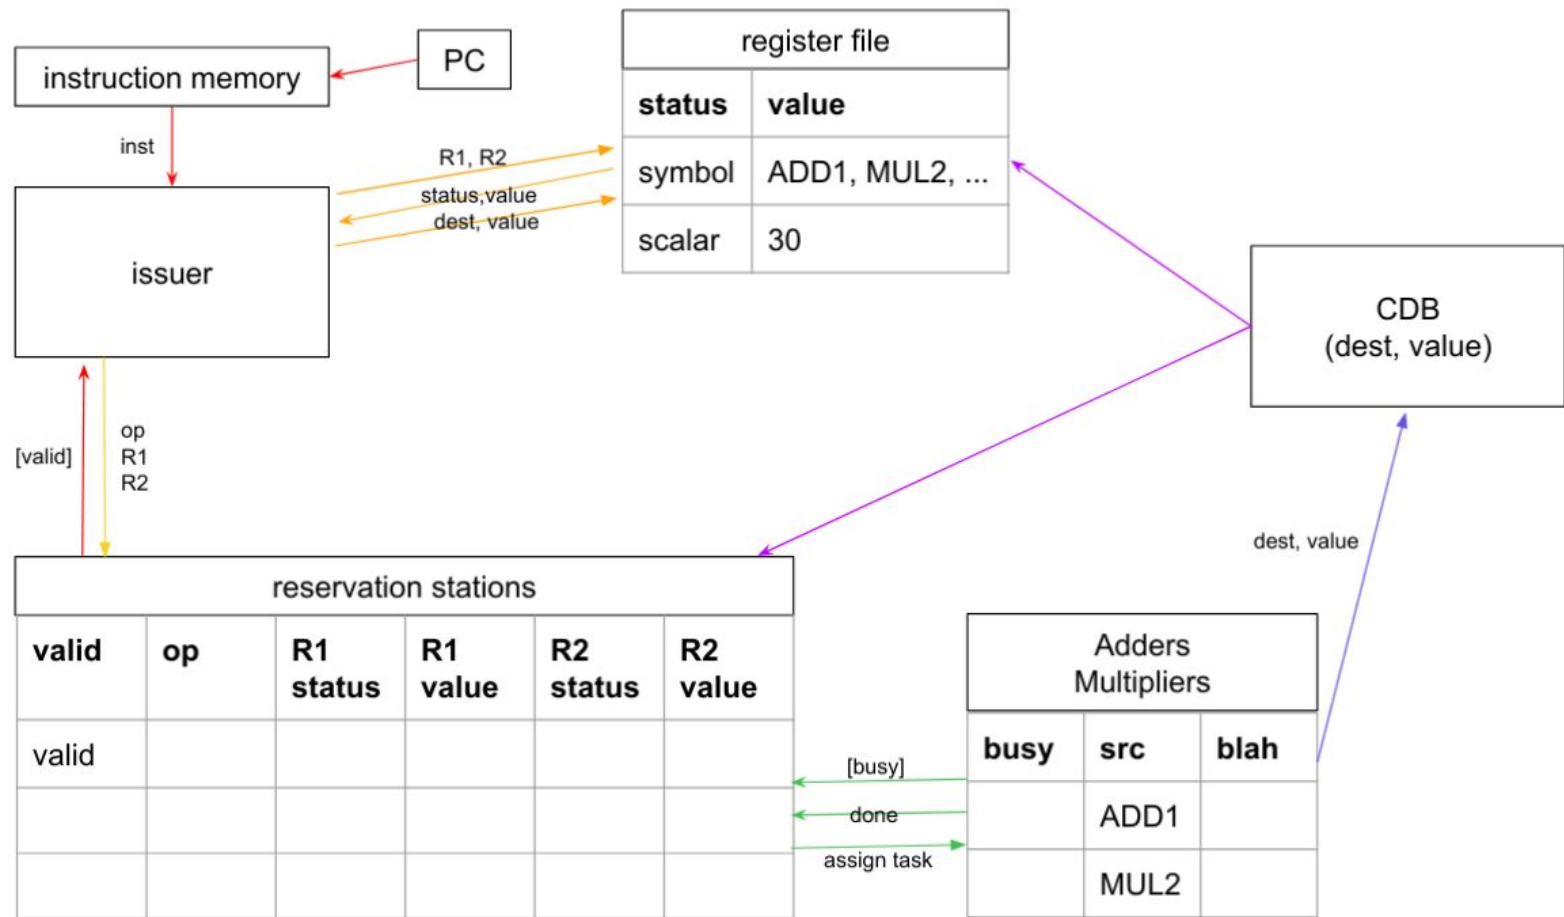 PC
instruction memory
inst
issuer
R1, R2
status,value
dest, value
register file
status value
symbol ADD1, MUL2, ...
scalar 30
CDB
(dest, value)
[valid]
op
R1
R2
dest, value
reservation stations
valid op R1 status R1 value R2 status R2 value
valid
[busy]
done
assign task
Adders
Multipliers
busy src blah
ADD1
MUL2